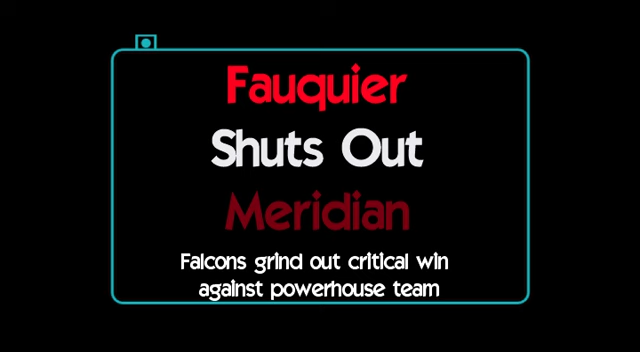 Fauquier
Shuts Out
Meridian
Falcons grind out critical win
against powerhouse team